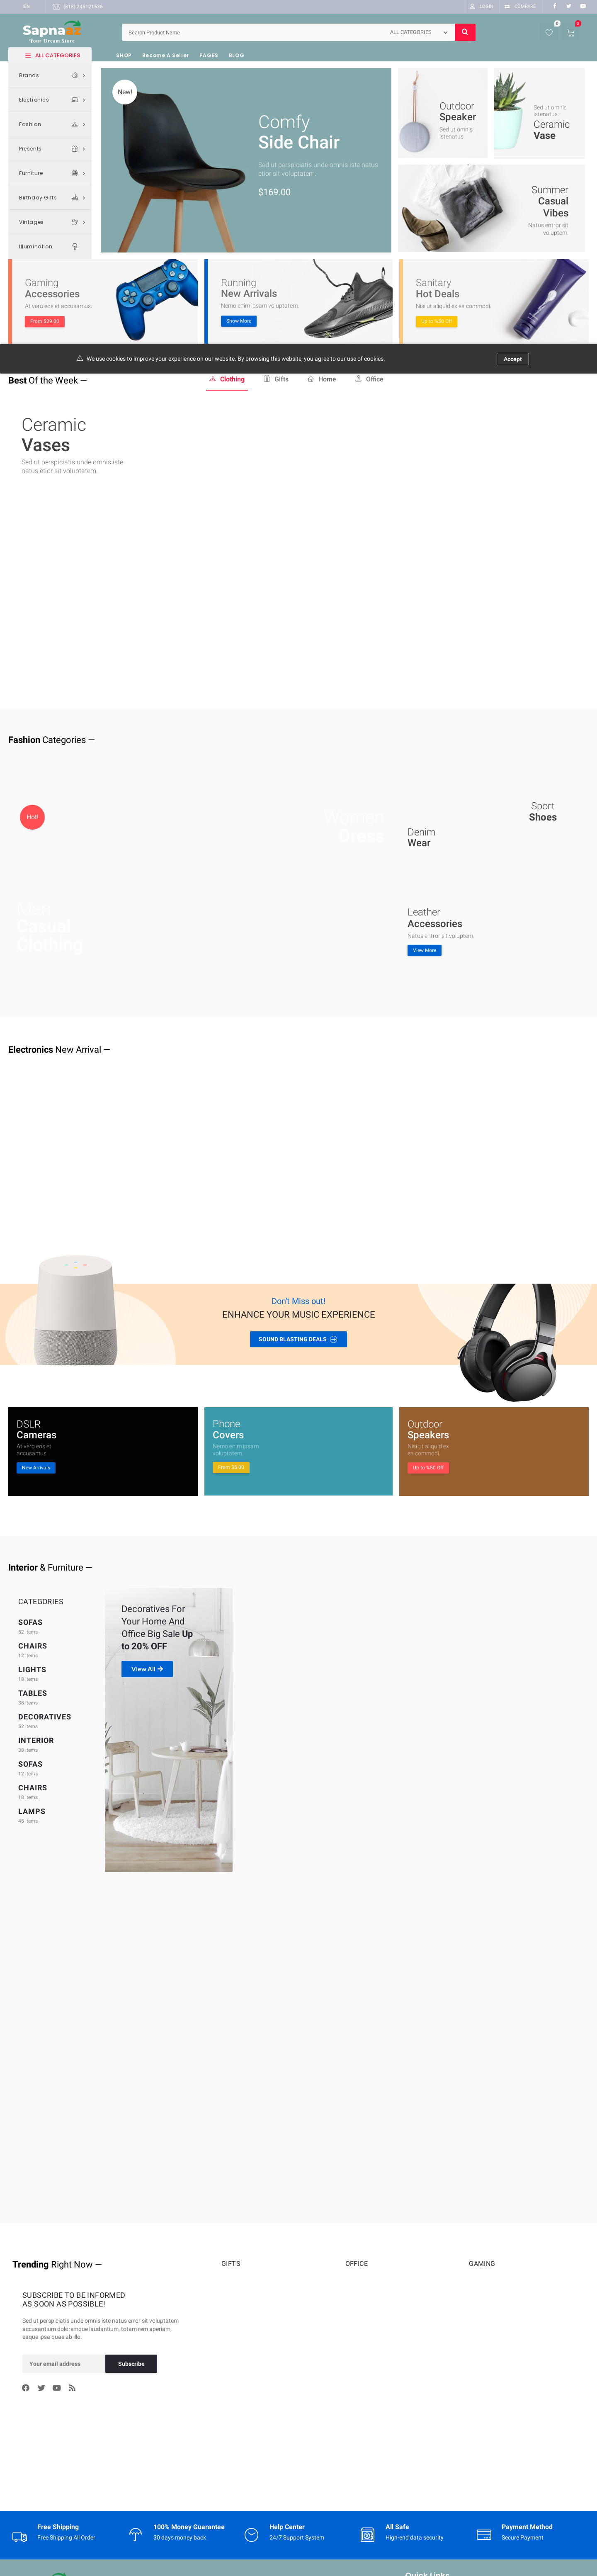 EN
LOGIN
COMPARE
Sapna
Your Dream Store
Search Product Name
ALL CATEGORIES
0
0
ALL CATEGORIES
SHOP
Become A Seller
PAGES
BLOG
Brands
Electronics
Fashion
Presents
Furniture
Birthday Gifts
Vintages
Illumination
New!
Comfy
Side Chair
Sed ut perspiciatis unde omnis iste natus
eior sit voluptatem.
$169.00
Outdoor
Speaker
Sed ut omnis
istenatus.
Sed ut omnis
istenatus.
Ceramic
Vase
Summer
Casual
Vibes
Natus entror sit
voluptem.
Gaming
Accessories
At vero eos et accusamus.
From $29.00
Running
New Arrivals
Nemo enim ipsam voluptatem.
Show More
Sanitary
Hot Deals
Nisi ut aliquid ex ea commodi.
Up to %50 Off
We use cookies to improve your experience on our website. By browsing this website, you agree to our use of cookies.
Accept
Best Of the Week —
Clothing
Gifts
Home
Office
Ceramic
Vases
Sed ut perspiciatis unde omnis iste
natus etior sit voluptatem.
Fashion Categories —
Hot!
Women
Dress
Men
Casual
Clothing
Denim
Wear
Sport
Shoes
Leather
Accessories
Natus entror sit voluptem.
View More
Electronics New Arrival —
Don't Miss out!
ENHANCE YOUR MUSIC EXPERIENCE
SOUND BLASTING DEALS
DSLR
Cameras
At vero eos et
accusamus.
New Arrivals
Phone
Covers
Nemo enim ipsam
voluptatem.
From $3.00
Outdoor
Speakers
Nisi ut aliquid ex
ea commodi.
Up to %50 Off
Interior & Furniture —
CATEGORIES
SOFAS
52 items
CHAIRS
12 items
LIGHTS
18 items
TABLES
38 items
DECORATIVES
52 items
INTERIOR
38 items
SOFAS
12 items
CHAIRS
18 items
LAMPS
45 items
Decoratives For
Your Home And
Office Big Sale Up
to 20% OFF
View All
Trending Right Now —
GIFTS
OFFICE
GAMING
SUBSCRIBE TO BE INFORMED
AS SOON AS POSSIBLE!
Sed ut perspiciatis unde omnis iste natus error sit voluptatem
accusantium doloremque laudantium, totam rem aperiam,
eaque ipsa quae ab illo.
Your email address
Subscribe
Free Shipping
Free Shipping All Order
100% Money Guarantee
30 days money back
Help Center
24/7 Support System
All Safe
High-end data security
Payment Method
Secure Payment
Quick Links